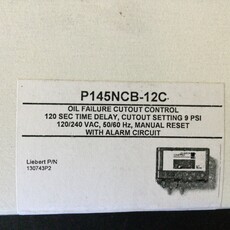 P145NCB-12C
OIL FAILURE CUTOUT CONTROL
120 SEC TIME DELAY, CUTOUT SETTING 9 PSI
120/240 VAC, 50/60 Hz, MANUAL RESET
WITH ALARM CIRCUIT
Liebert P/N
130743P2